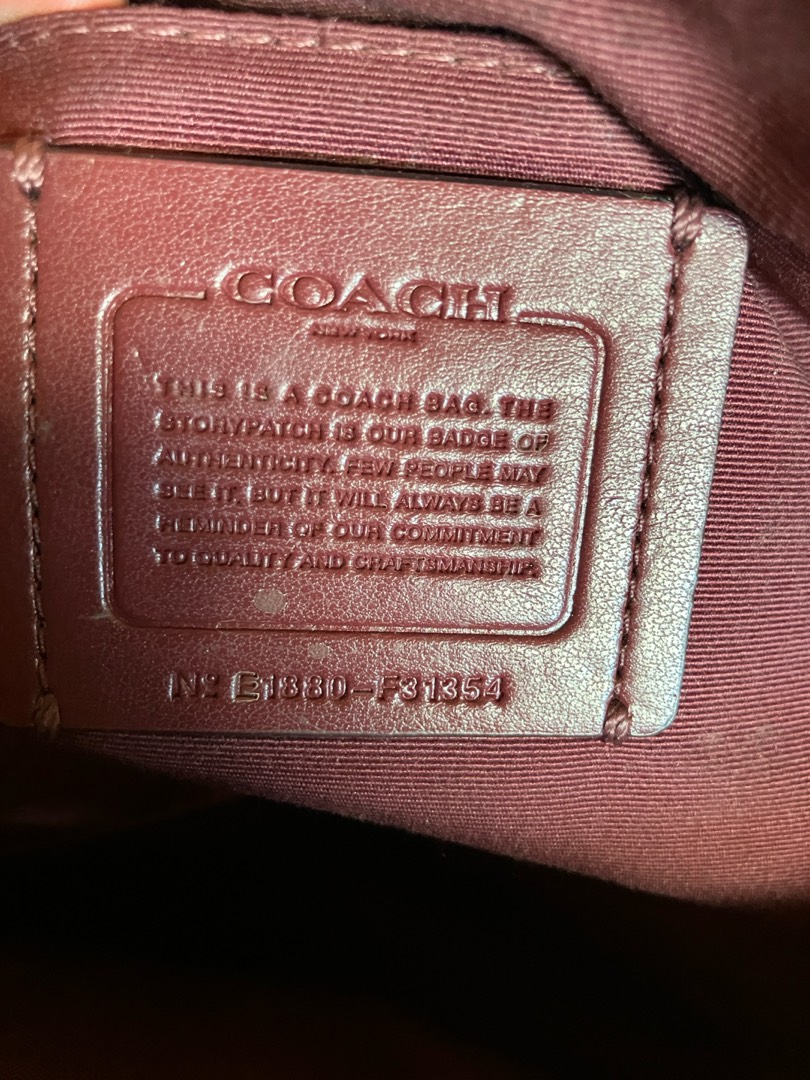 COACH
NEW YORK
THIS IS A COACH BAG. THE
STORYPATCH IS OUR BADGE OF
AUTHENTICITY. FEW PEOPLE MAY
SEE IT, BUT IT WILL ALWAYS BE A
REMINDER OF OUR COMMITMENT
TO QUALITY AND CRAFTSMANSHIP.
Nº E1880-F31354